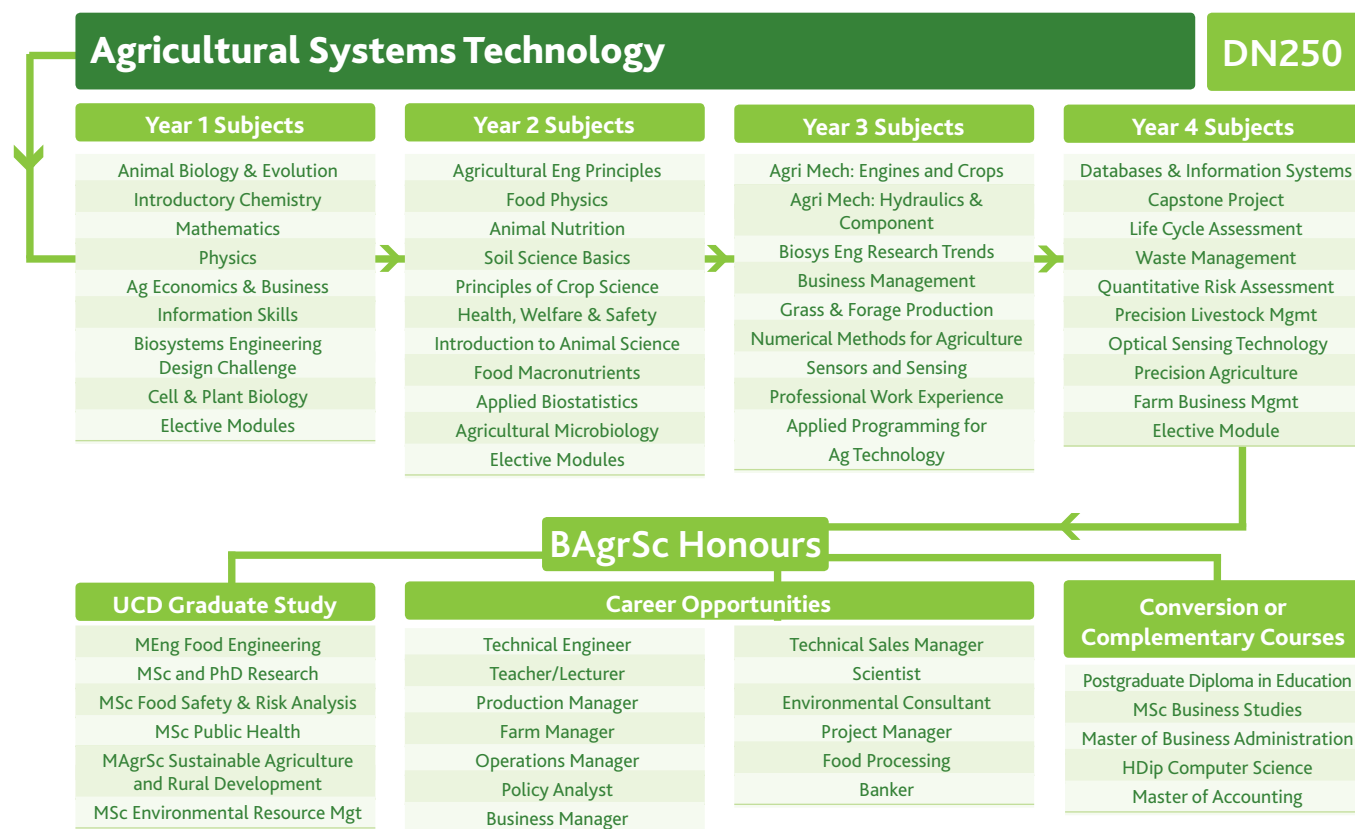 Agricultural Systems Technology
DN250
Year 1 Subjects
Animal Biology & Evolution
Introductory Chemistry
Mathematics
Physics
Ag Economics & Business
Information Skills
Biosystems Engineering
Design Challenge
Cell & Plant Biology
Elective Modules
Year 2 Subjects
Agricultural Eng Principles
Food Physics
Animal Nutrition
Soil Science Basics
Principles of Crop Science
Health, Welfare & Safety
Introduction to Animal Science
Food Macronutrients
Applied Biostatistics
Agricultural Microbiology
Elective Modules
Year 3 Subjects
Agri Mech: Engines and Crops
Agri Mech: Hydraulics &
Component
Biosys Eng Research Trends
Business Management
Grass & Forage Production
Numerical Methods for Agriculture
Sensors and Sensing
Professional Work Experience
Applied Programming for
Ag Technology
Year 4 Subjects
Databases & Information Systems
Capstone Project
Life Cycle Assessment
Waste Management
Quantitative Risk Assessment
Precision Livestock Mgmt
Optical Sensing Technology
Precision Agriculture
Farm Business Mgmt
Elective Module
BAgrSc Honours
UCD Graduate Study
MEng Food Engineering
MSc and PhD Research
MSc Food Safety & Risk Analysis
MSc Public Health
MAgrSc Sustainable Agriculture
and Rural Development
MSc Environmental Resource Mgt
Career Opportunities
Technical Engineer
Teacher/Lecturer
Production Manager
Farm Manager
Operations Manager
Policy Analyst
Business Manager
Technical Sales Manager
Scientist
Environmental Consultant
Project Manager
Food Processing
Banker
Conversion or
Complementary Courses
Postgraduate Diploma in Education
MSc Business Studies
Master of Business Administration
HDip Computer Science
Master of Accounting